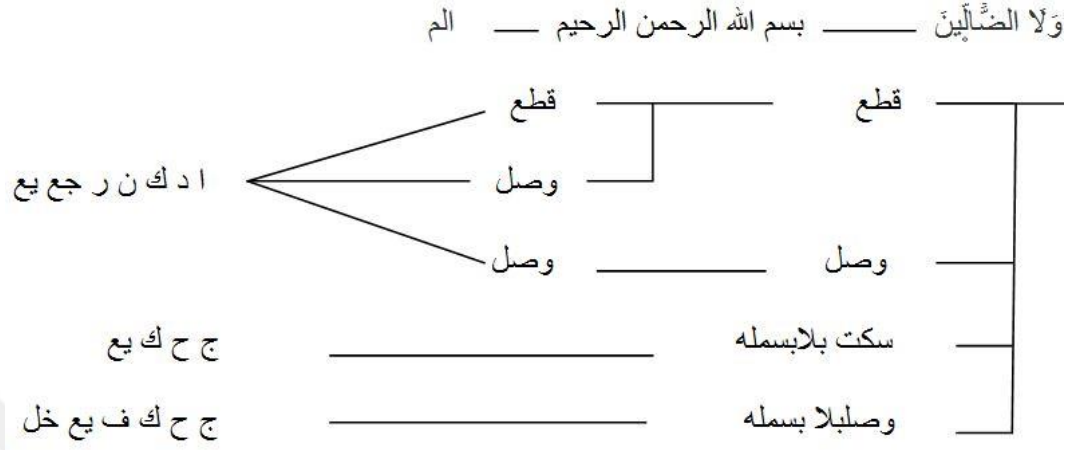 وَلَا الضَّالِّينَ بسم الله الرحمن الرحيم الم
قطع قطع
وصل ا د ك ن ر جع يع
وصل وصل
سكت بلابسمله ج ح ك يع
وصلبلا بسمله ج ح ك ف يع خل